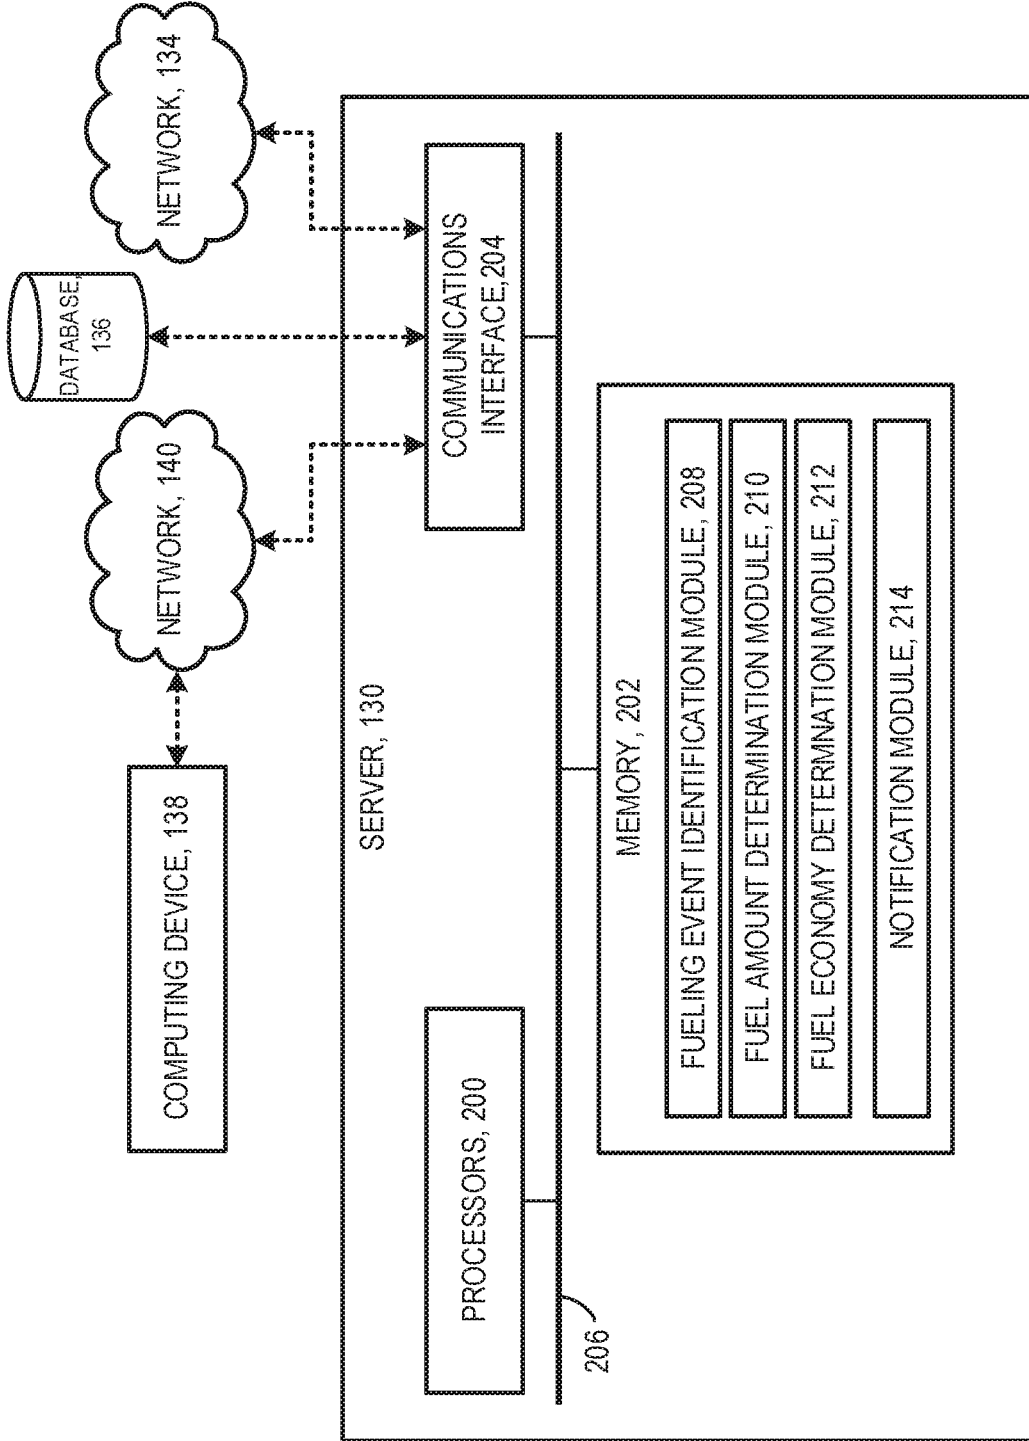 COMPUTING DEVICE, 138
NETWORK, 140
DATABASE,
136
NETWORK, 134
SERVER, 130
PROCESSORS, 200
COMMUNICATIONS
INTERFACE,204
206
MEMORY, 202
FUELING EVENT IDENTIFICATION MODULE, 208
FUEL AMOUNT DETERMINATION MODULE, 210
FUEL ECONOMY DETERMNATION MODULE, 212
NOTIFICATION MODULE, 214